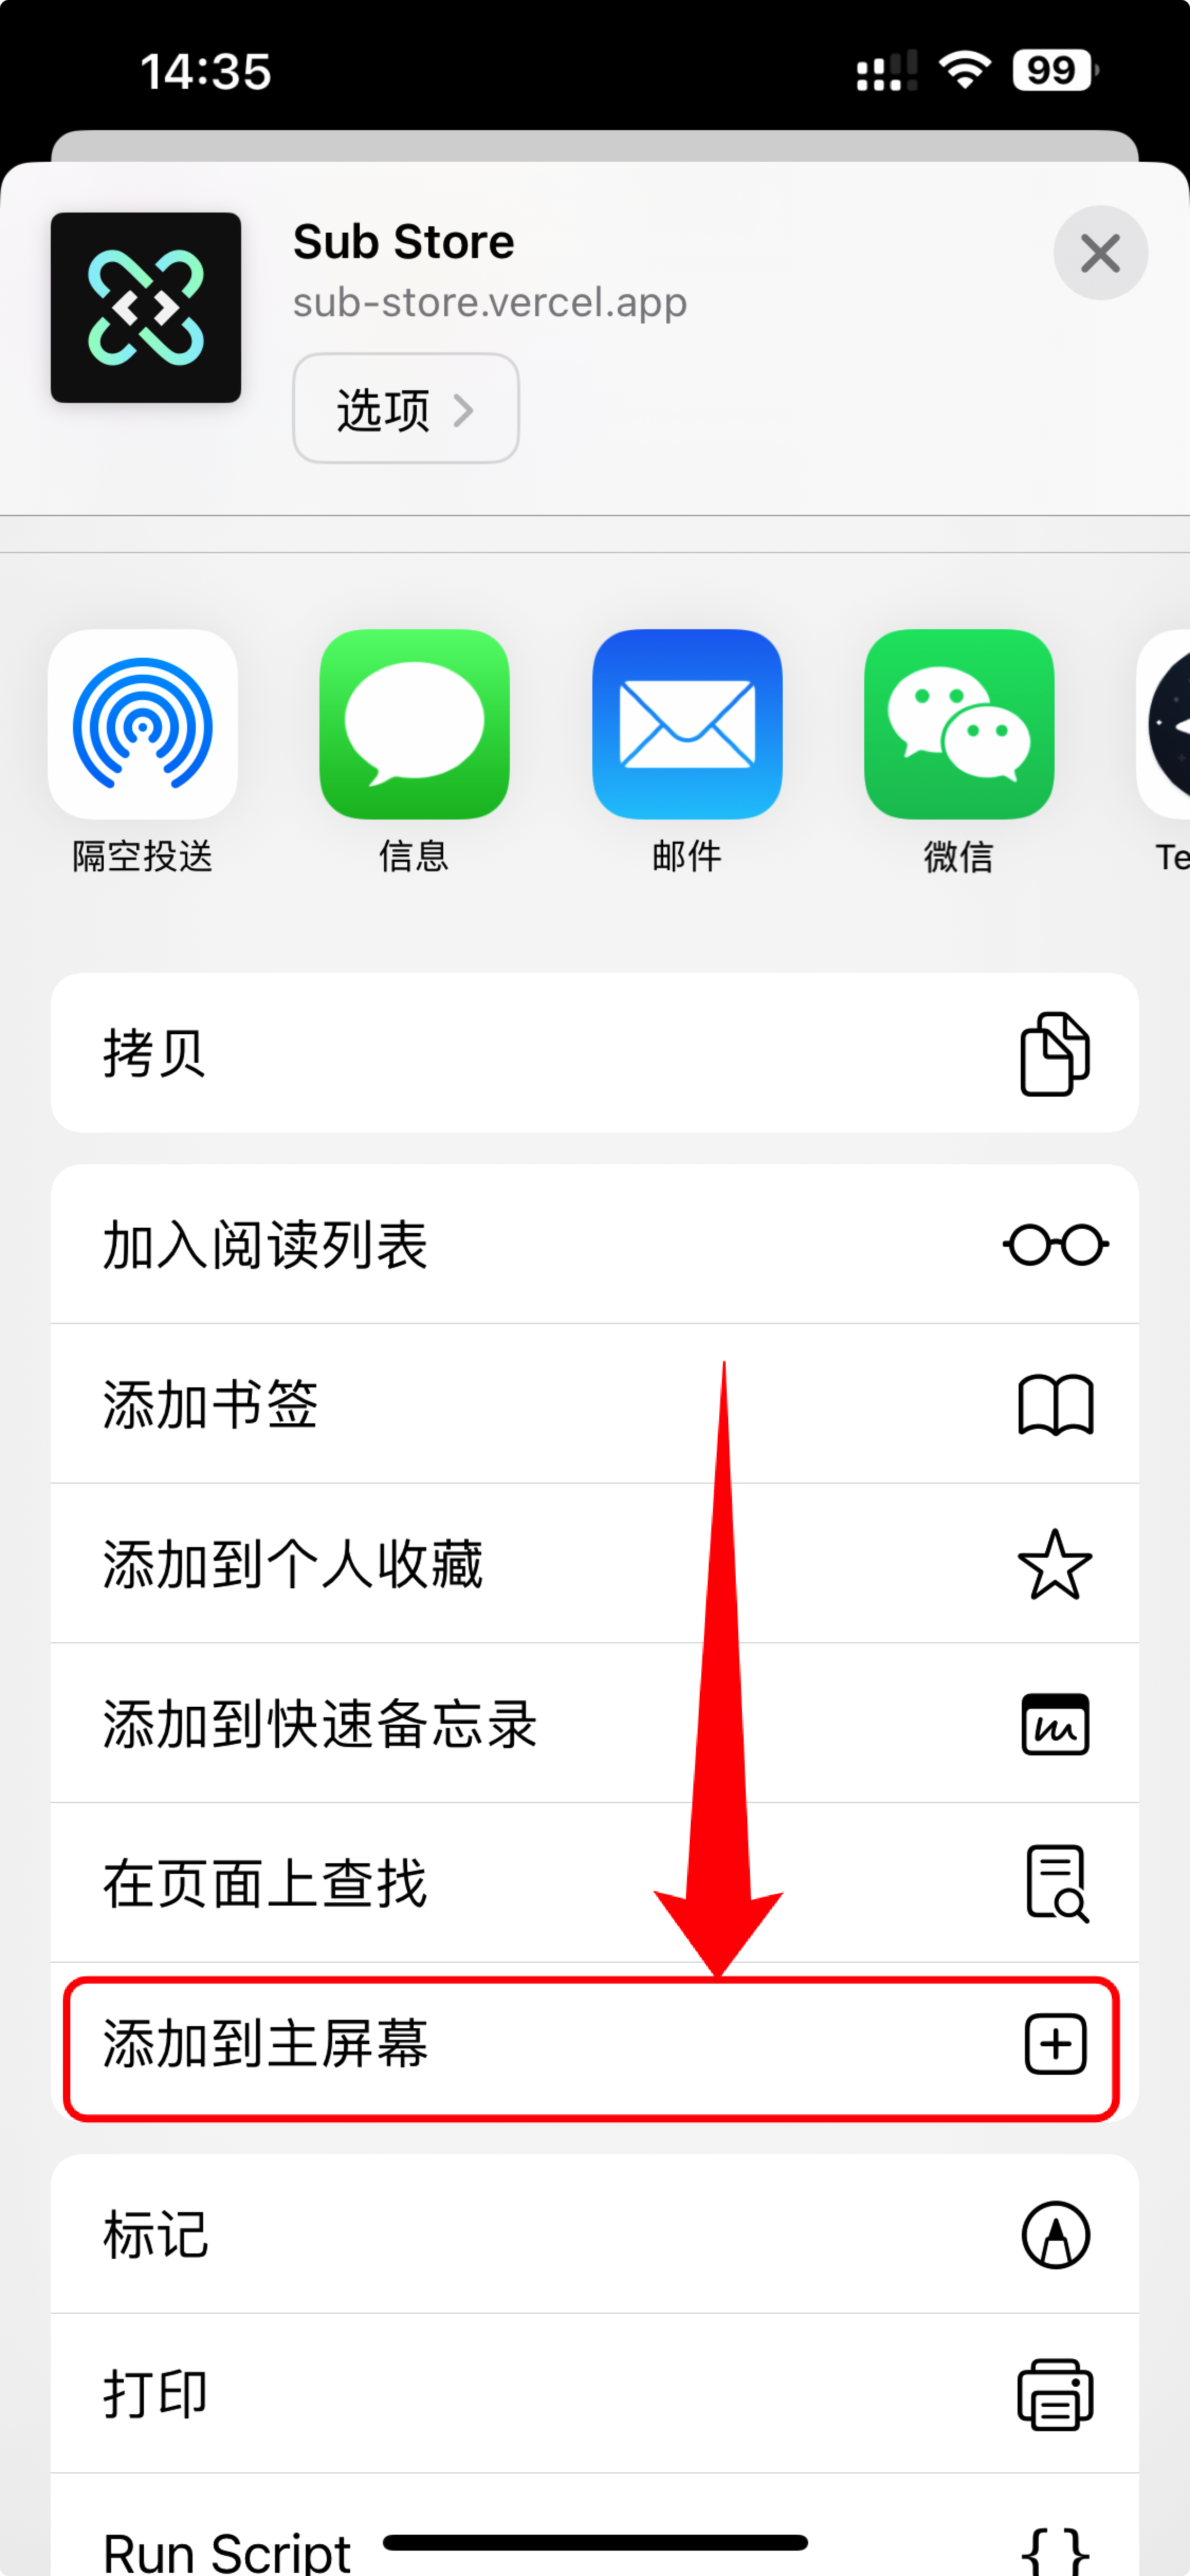 14:35
99
Sub Store
sub-store.vercel.app
选项
隔空投送
信息
邮件
微信
Te
拷贝
加入阅读列表
添加书签
添加到个人收藏
添加到快速备忘录
在页面上查找
添加到主屏幕
标记
打印
Run Script